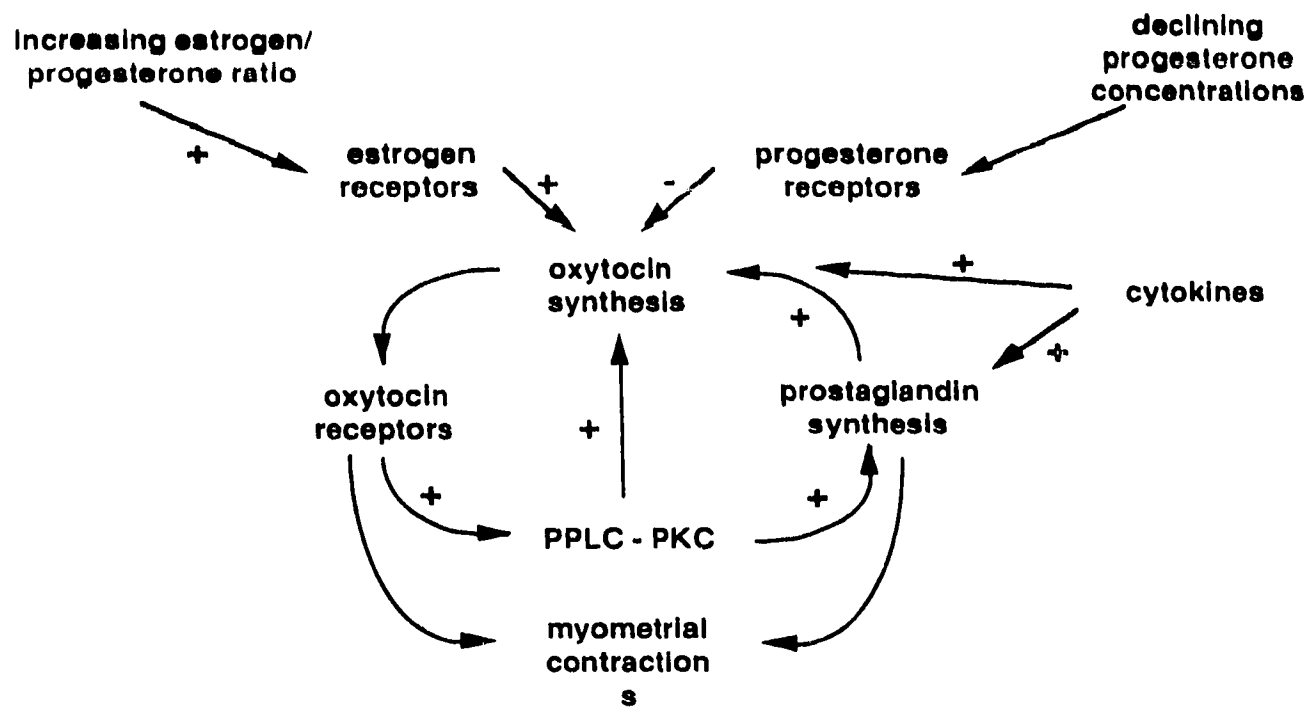 Increasing estrogen/
progesterone ratio
declining
progesterone
concentrations
+
estrogen
receptors
+
-
progesterone
receptors
oxytocin
synthesis
+
cytokines
+
+
oxytocin
receptors
prostaglandin
synthesis
+
+
+
PPLC - PKC
myometrial
contraction
s